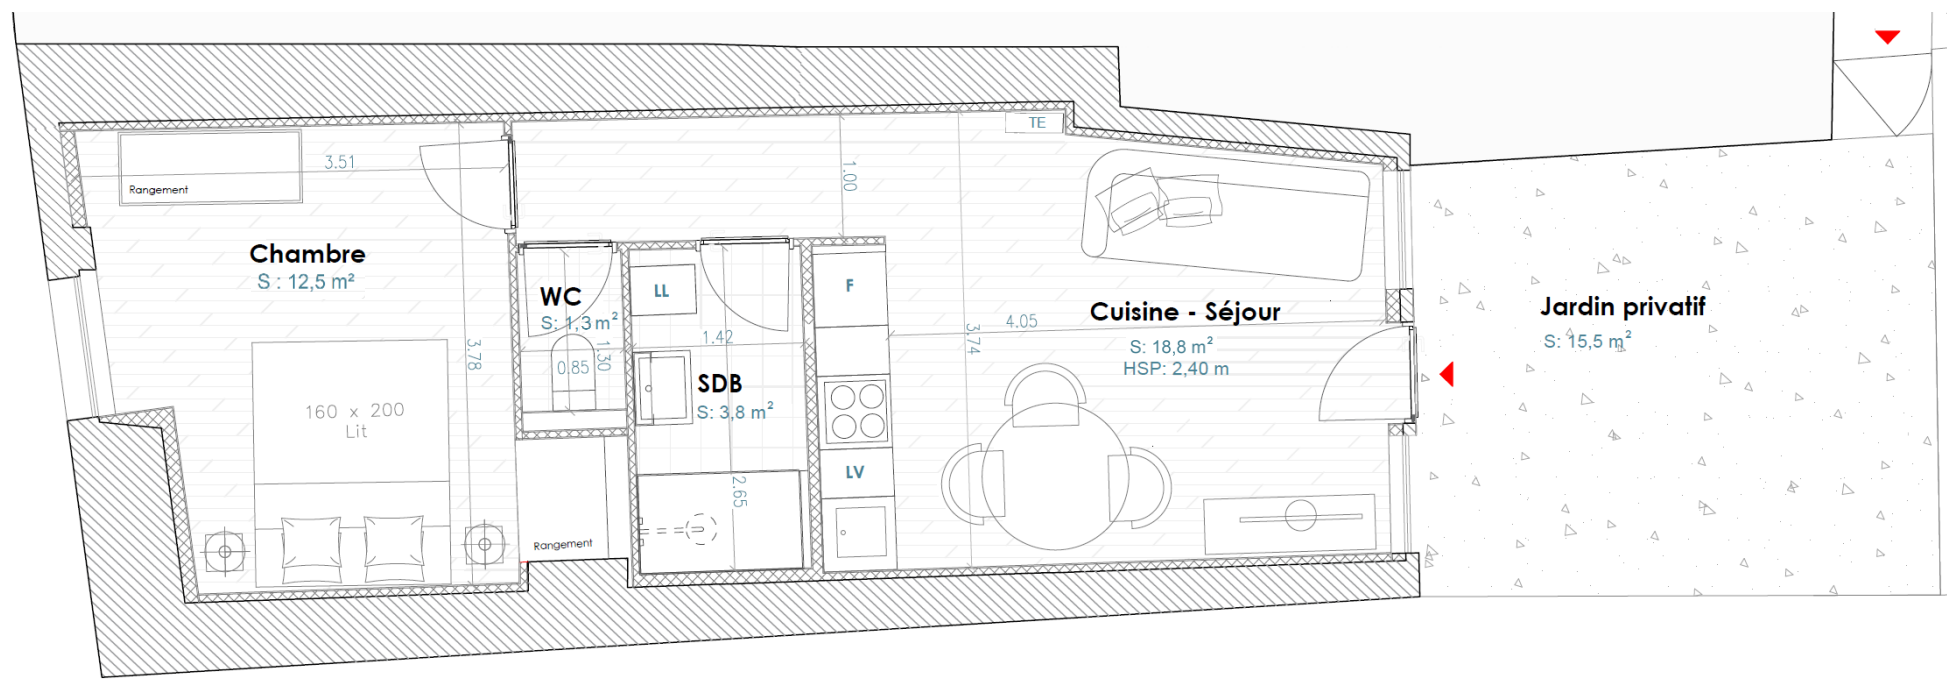 TE
3.51
Rangement
1.00
Chambre
S : 12,5 m²
WC
S: 1,3 m²
LL
F
Cuisine - Séjour
S: 18,8 m²
HSP: 2,40 m
Jardin privatif
S: 15,5 m²
4.05
3.74
3.78
1.42
1.30
0.85
SDB
S: 3,8 m²
160 x 200
Lit
LV
2.65
Rangement